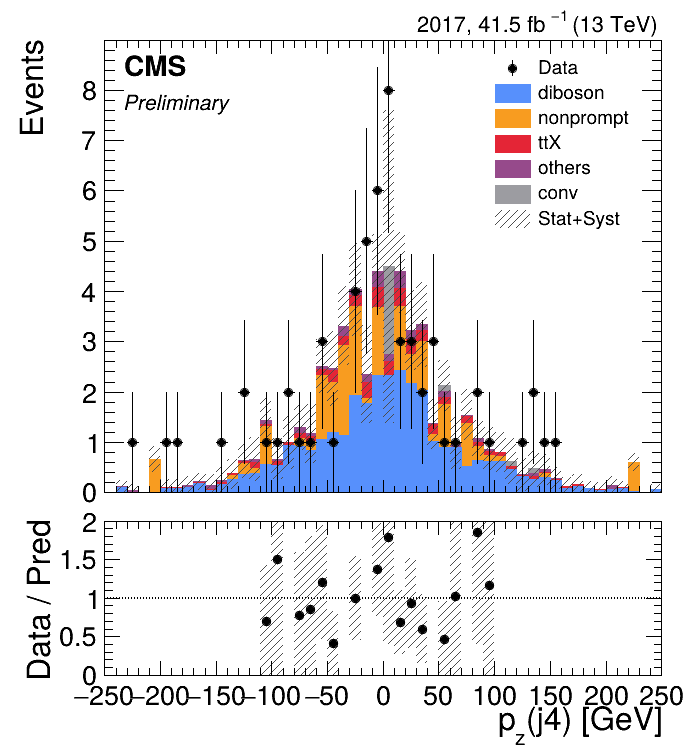 2017, 41.5 fb⁻¹ (13 TeV)
Events
CMS
Preliminary
Data
diboson
nonprompt
ttX
others
conv
Stat+Syst
8
7
6
5
4
3
2
1
0
Data / Pred
2
1.5
1
0.5
0
−250 −200 −150 −100 −50 0 50 100 150 200 250
p_z(j4) [GeV]